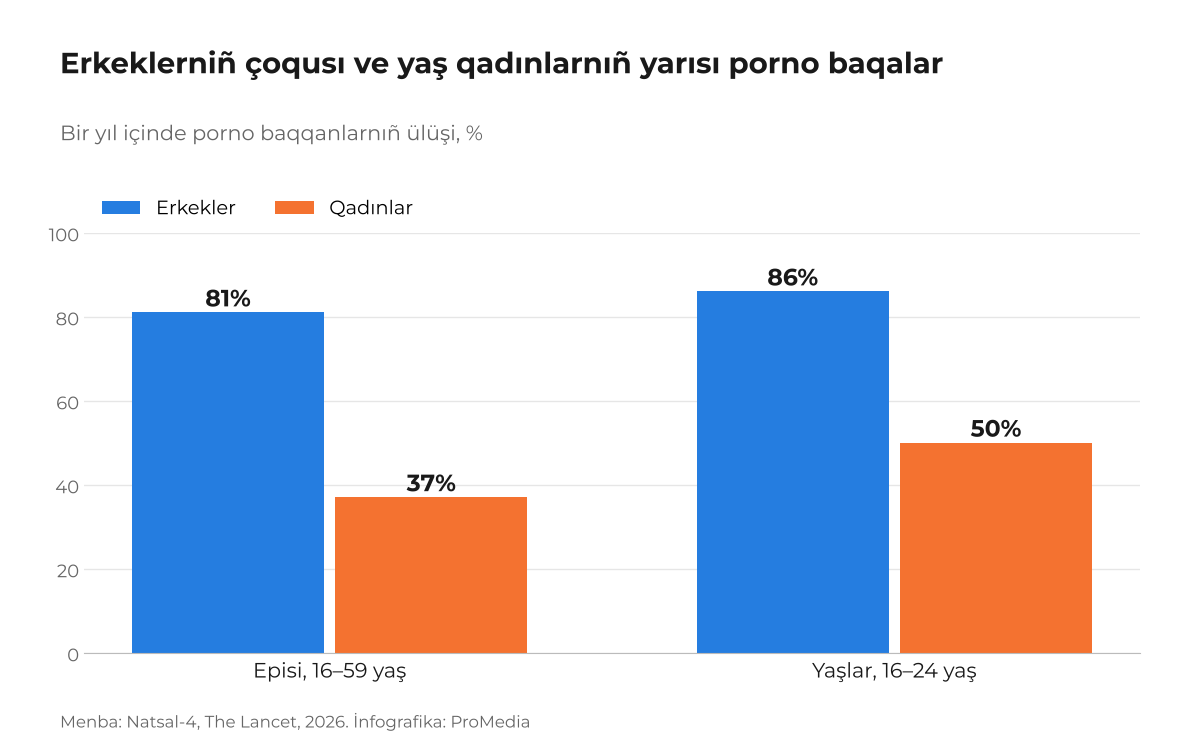 Erkeklerniñ çoqusı ve yaş qadınlarnıñ yarısı porno baqalar
Bir yıl içinde porno baqqanlarnıñ ülüşi, %
Erkekler Qadınlar
100
80
60
40
20
0
81%
37%
86%
50%
Episi, 16–59 yaş
Yaşlar, 16–24 yaş
Menba: Natsal-4, The Lancet, 2026. İnfografika: ProMedia